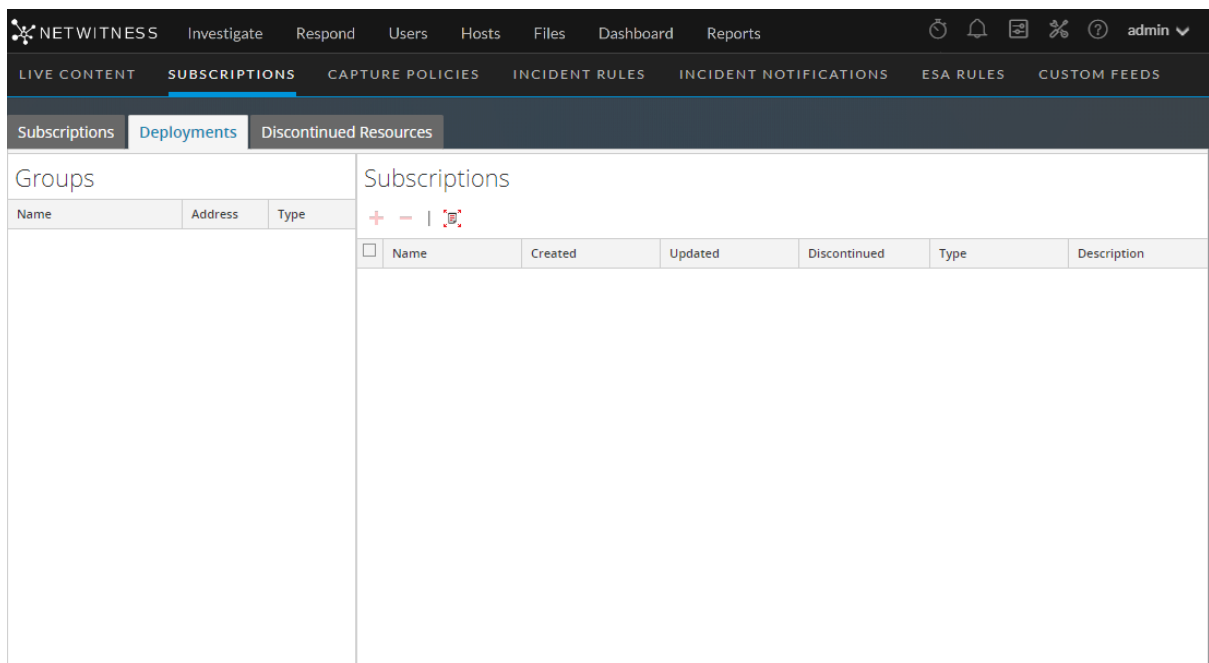 NETWITNESS Investigate Respond Users Hosts Files Dashboard Reports admin
LIVE CONTENT SUBSCRIPTIONS CAPTURE POLICIES INCIDENT RULES INCIDENT NOTIFICATIONS ESA RULES CUSTOM FEEDS
Subscriptions Deployments Discontinued Resources
Groups
Name Address Type
Subscriptions
Name Created Updated Discontinued Type Description